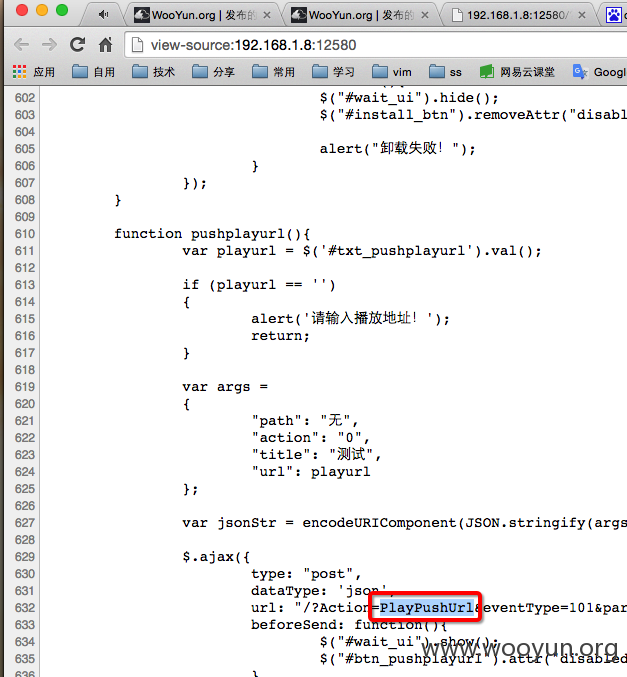 WooYun.org | 发布的
WooYun.org | 发布的
192.168.1.8:12580/
view-source:192.168.1.8:12580
应用 自用 技术 分享 常用 学习 vim ss 网易云课堂 Googl
602 $("#wait_ui").hide();
603 $("#install_btn").removeAttr("disabl
604
605 alert("卸载失败！");
606 }
607 });
608 }
609
610 function pushplayurl(){
611 var playurl = $('#txt_pushplayurl').val();
612
613 if (playurl == '')
614 {
615 alert='请输入播放地址！');
616 return;
617 }
618
619 var args =
620 {
621 "path": "无",
622 "action": "0",
623 "title": "测试",
624 "url": playurl
625 };
626
627 var jsonStr = encodeURIComponent(JSON.stringify(args
628
629 $.ajax({
630 type: "post",
631 dataType: 'json',
632 url: "/?Action=PlayPushUrl&eventType=101&par
633 beforeSend: function(){
634 $("#wait_ui").show();
635 $("#btn_pushplayurl").attr("disabled
636 }
www.wooyun.org